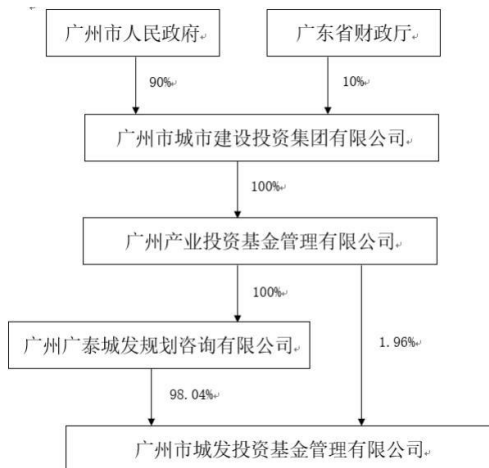 广州市人民政府
广东省财政厅
90%
10%
广州市城市建设投资集团有限公司
100%
广州产业投资基金管理有限公司
100%
1.96%
广州广泰城发规划咨询有限公司
98.04%
广州市城发投资基金管理有限公司